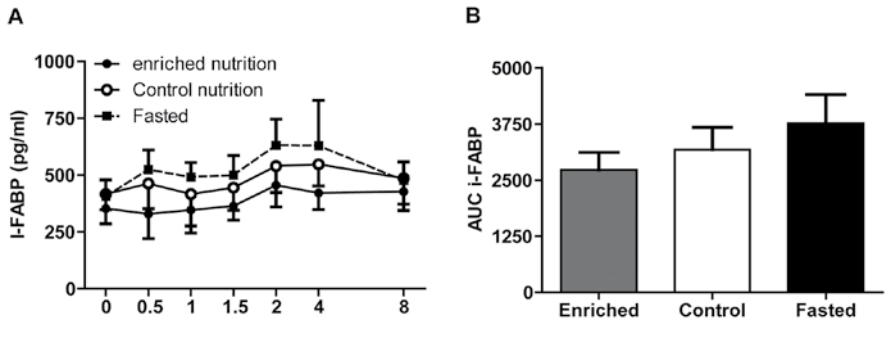 A
1000
750
500
250
0
I-FABP (pg/ml)
enriched nutrition
Control nutrition
Fasted
0 0.5 1 1.5 2 4 8
B
5000
3750
2500
1250
0
AUC i-FABP
Enriched Control Fasted